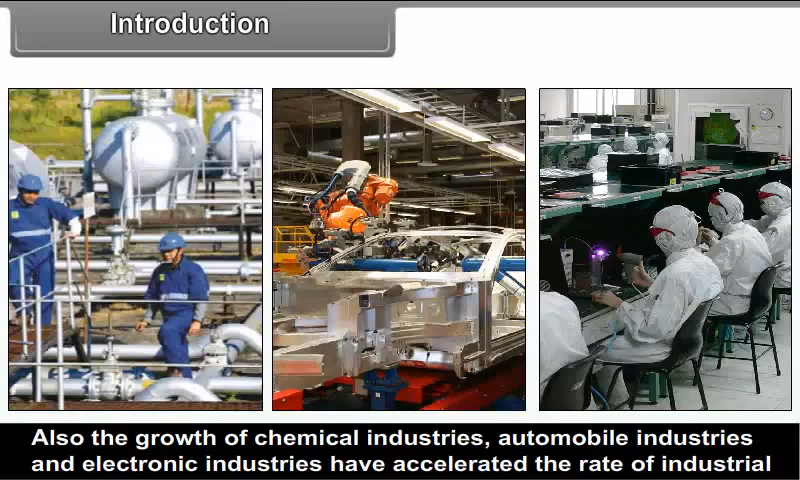 Introduction
Also the growth of chemical industries, automobile industries
and electronic industries have accelerated the rate of industrial